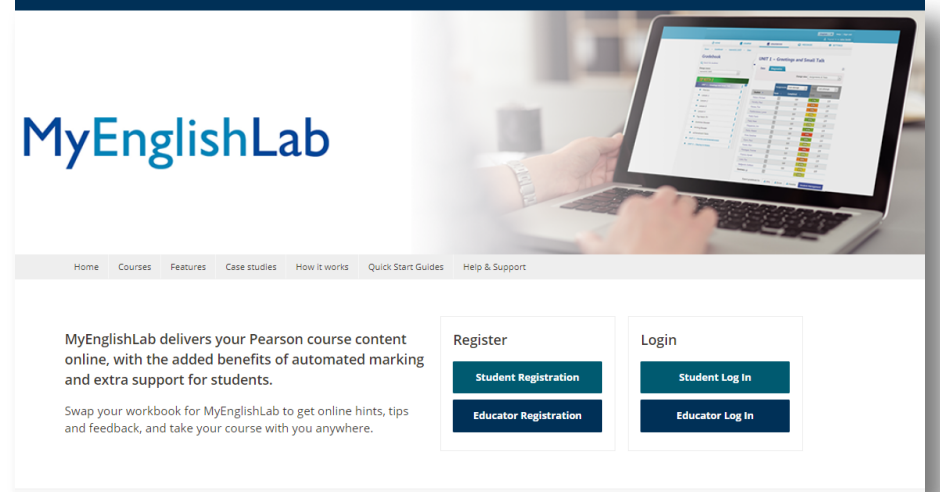 MyEnglishLab
UNIT 1 - Greetings and Small Talk
Gradebook
Home Courses Features Case studies How it works Quick Start Guides Help & Support
MyEnglishLab delivers your Pearson course content
online, with the added benefits of automated marking
and extra support for students.
Swap your workbook for MyEnglishLab to get online hints, tips
and feedback, and take your course with you anywhere.
Register
Student Registration
Educator Registration
Login
Student Log In
Educator Log In